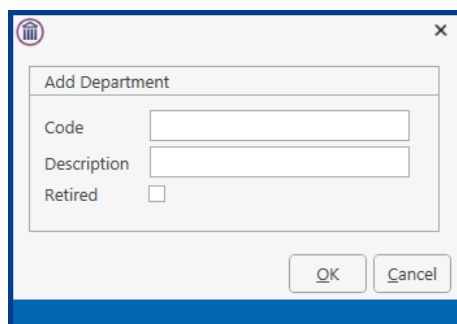 Add Department
Code
Description
Retired
OK Cancel